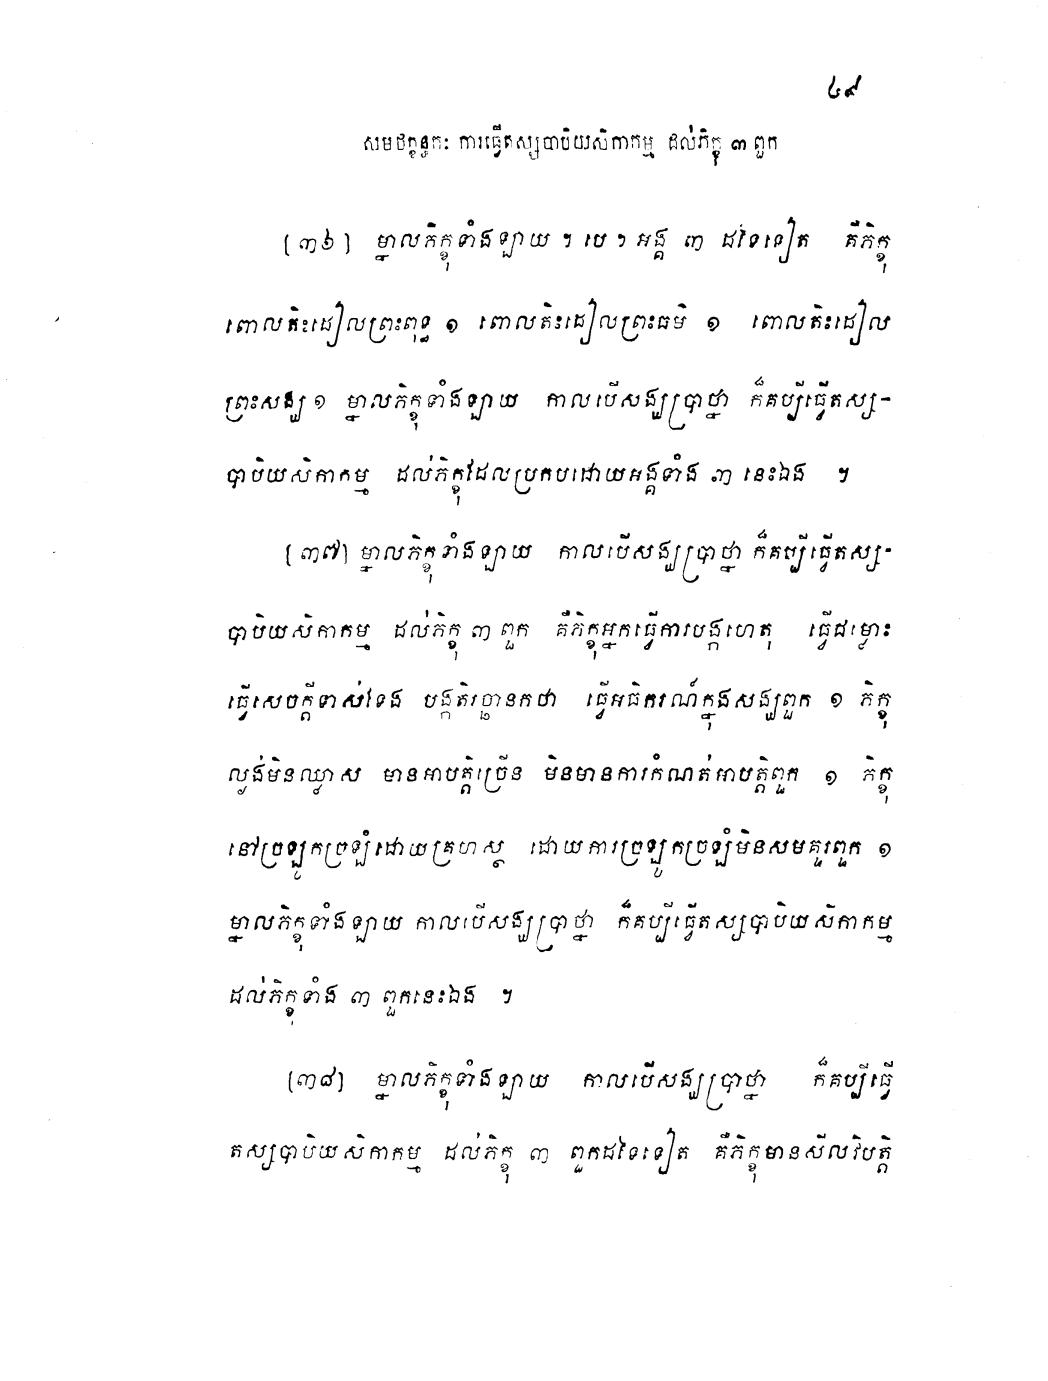 ៤៩
សមថក្ខន្ធកៈ ការធ្វើតស្សបាបិយសិកាកម្ម ដល់ភិក្ខុ ៣ ពួក
[៣៦] ម្នាលភិក្ខុទាំងឡាយ ។ បេ ។ អង្គ ៣ ដទៃទៀត គឺភិក្ខុ
ពោលតិះដៀលព្រះពុទ្ធ ១ ពោលតិះដៀលព្រះធម៌ ១ ពោលតិះដៀល
ព្រះសង្ឃ ១ ម្នាលភិក្ខុទាំងឡាយ កាលបើសង្ឃប្រាថ្នា ក៏គប្បីធ្វើតស្ស-
បាបិយសិកាកម្ម ដល់ភិក្ខុដែលប្រកបដោយអង្គទាំង ៣ នេះឯង ។
[៣៧] ម្នាលភិក្ខុទាំងឡាយ កាលបើសង្ឃប្រាថ្នា ក៏គប្បីធ្វើតស្ស-
បាបិយសិកាកម្ម ដល់ភិក្ខុ ៣ ពួក គឺភិក្ខុអ្នកធ្វើការបង្កហេតុ ធ្វើជម្លោះ
ធ្វើសេចក្តីទាស់ទែង បង្កតិរច្ឆានកថា ធ្វើអធិករណ៍ក្នុងសង្ឃពួក ១ ភិក្ខុ
ល្ងង់មិនឈ្លាស មានអាបត្តិច្រើន មិនមានការកំណត់អាបត្តិពួក ១ ភិក្ខុ
នៅច្រឡូកច្រឡំដោយគ្រហស្ថ ដោយការច្រឡូកច្រឡំមិនសមគួរពួក ១
ម្នាលភិក្ខុទាំងឡាយ កាលបើសង្ឃប្រាថ្នា ក៏គប្បីធ្វើតស្សបាបិយសិកាកម្ម
ដល់ភិក្ខុទាំង ៣ ពួកនេះឯង ។
[៣៨] ម្នាលភិក្ខុទាំងឡាយ កាលបើសង្ឃប្រាថ្នា ក៏គប្បីធ្វើ
តស្សបាបិយសិកាកម្ម ដល់ភិក្ខុ ៣ ពួកដទៃទៀត គឺភិក្ខុមានសីលវិបត្តិ